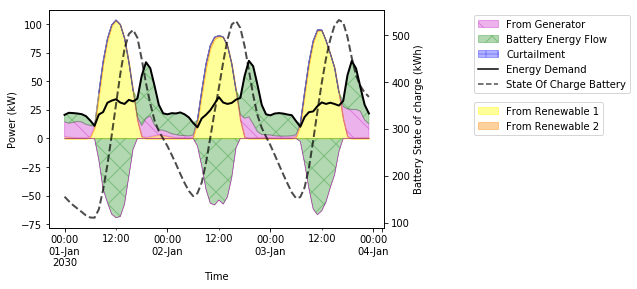 From Generator
Battery Energy Flow
Curtailment
Energy Demand
State Of Charge Battery
From Renewable 1
From Renewable 2
Power (kW)
100
75
50
25
0
−25
−50
−75
500
400
300
200
100
Battery State of charge (kWh)
00:00 12:00 00:00 12:00 00:00 12:00 00:00
01-Jan 02-Jan 03-Jan 04-Jan
2030
Time